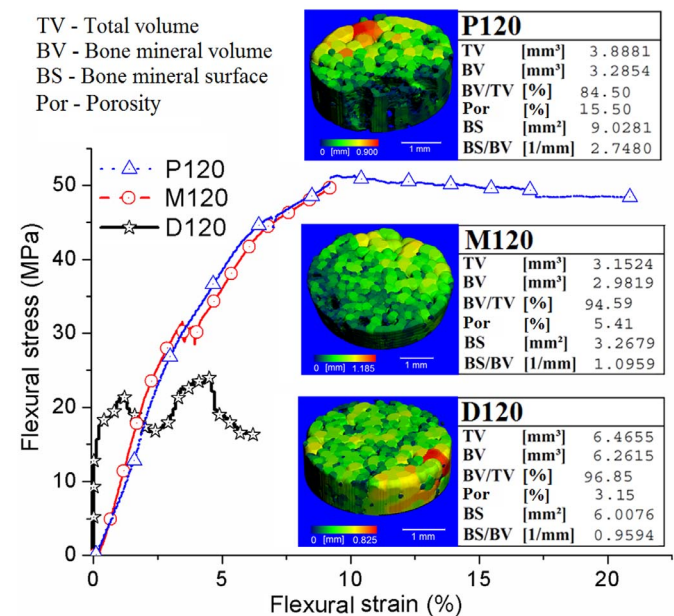 TV - Total volume
BV - Bone mineral volume
BS - Bone mineral surface
Por - Porosity
P120
TV [mm³] 3.8881
BV [mm³] 3.2854
BV/TV [%] 84.50
Por [%] 15.50
BS [mm²] 9.0281
BS/BV [1/mm] 2.7480
0 [mm] 0.900
1 mm
P120
M120
D120
M120
TV [mm³] 3.1524
BV [mm³] 2.9819
BV/TV [%] 94.59
Por [%] 5.41
BS [mm²] 3.2679
BS/BV [1/mm] 1.0959
0 [mm] 1.185
1 mm
D120
TV [mm³] 6.4655
BV [mm³] 6.2615
BV/TV [%] 96.85
Por [%] 3.15
BS [mm²] 6.0076
BS/BV [1/mm] 0.9594
0 [mm] 0.825
1 mm
Flexural stress (MPa)
50
40
30
20
10
0
0 5 10 15 20
Flexural strain (%)